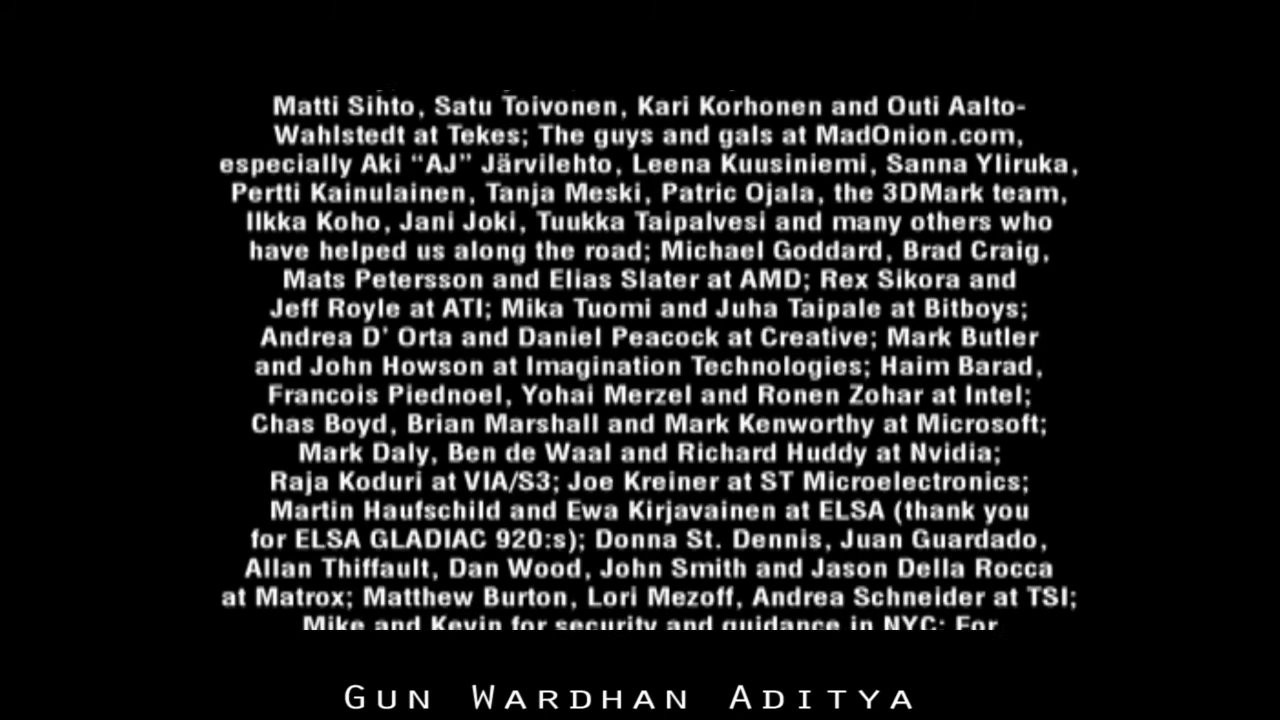 Matti Sihto, Satu Toivonen, Kari Korhonen and Outi Aalto-
Wahlstedt at Tekes; The guys and gals at MadOnion.com,
especially Aki “AJ” Järvilehto, Leena Kuusiniemi, Sanna Yliruka,
Pertti Kainulainen, Tanja Meski, Patric Ojala, the 3DMark team,
Ilkka Koho, Jani Joki, Tuukka Taipalvesi and many others who
have helped us along the road; Michael Goddard, Brad Craig,
Mats Petersson and Elias Slater at AMD; Rex Sikora and
Jeff Royle at ATI; Mika Tuomi and Juha Taipale at Bitboys;
Andrea D’ Orta and Daniel Peacock at Creative; Mark Butler
and John Howson at Imagination Technologies; Haim Barad,
Francois Piednoel, Yohai Merzel and Ronen Zohar at Intel;
Chas Boyd, Brian Marshall and Mark Kenworthy at Microsoft;
Mark Daly, Ben de Waal and Richard Huddy at Nvidia;
Raja Koduri at VIA/S3; Joe Kreiner at ST Microelectronics;
Martin Haufschild and Ewa Kirjavainen at ELSA (thank you
for ELSA GLADIAC 920:s); Donna St. Dennis, Juan Guardado,
Allan Thiffault, Dan Wood, John Smith and Jason Della Rocca
at Matrox; Matthew Burton, Lori Mezoff, Andrea Schneider at TSI;
Mike and Kevin for security and guidance in NYC; For
GUN WARDHAN ADITYA